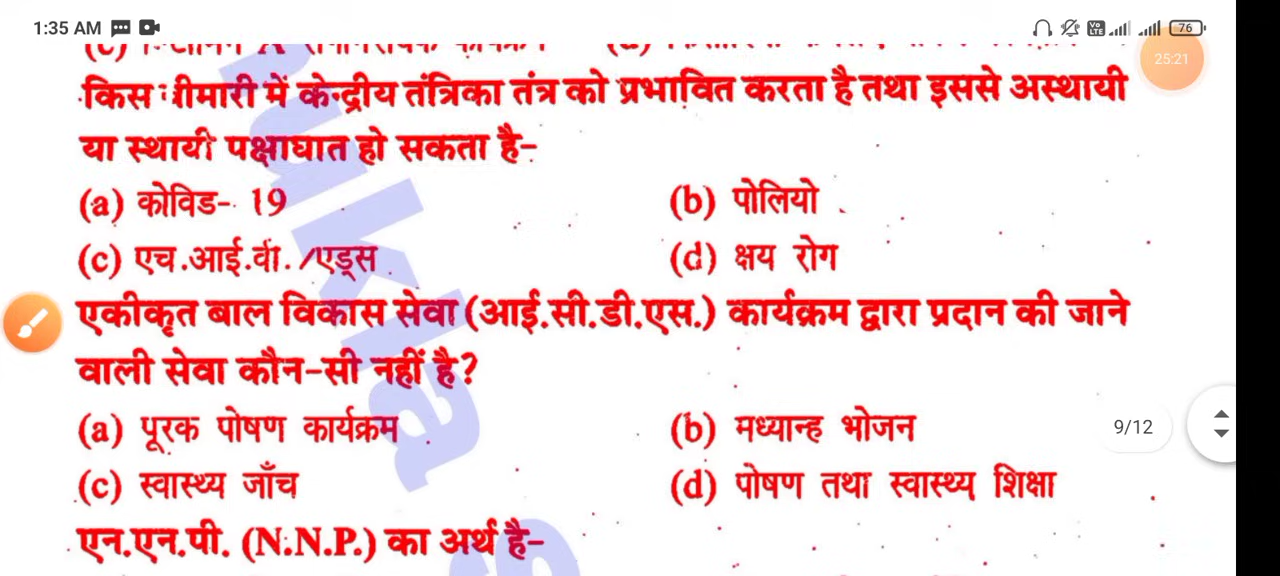 1:35 AM
76
25:21
किस बीमारी में केन्द्रीय तंत्रिका तंत्र को प्रभावित करता है तथा इससे अस्थायी
या स्थायी पक्षाघात हो सकता है-
(a) कोविड- 19
(b) पोलियो
(c) एच.आई.वी./एड्स
(d) क्षय रोग
एकीकृत बाल विकास सेवा (आई.सी.डी.एस.) कार्यक्रम द्वारा प्रदान की जाने
वाली सेवा कौन-सी नहीं है?
(a) पूरक पोषण कार्यक्रम
(b) मध्यान्ह भोजन
9/12
(c) स्वास्थ्य जाँच
(d) पोषण तथा स्वास्थ्य शिक्षा
एन.एन.पी. (N.N.P.) का अर्थ है-